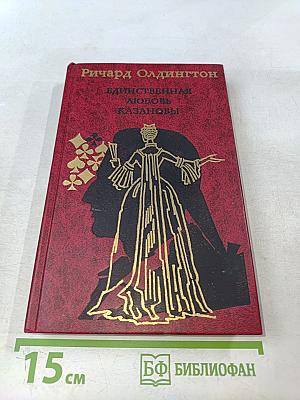 Ричард Олдингтон
ЕДИНСТВЕННАЯ
ЛЮБОВЬ
КАЗАНОВЫ
15 см
БФ БИБЛИОФАН